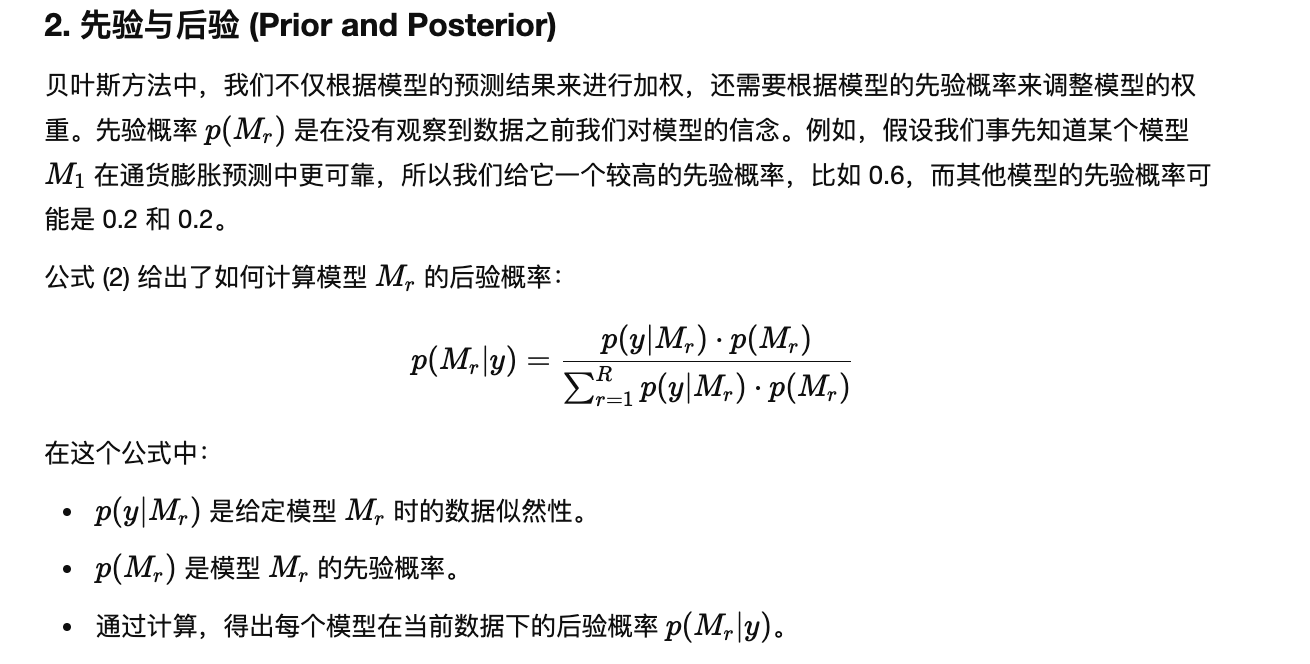 2. 先验与后验 (Prior and Posterior)
贝叶斯方法中，我们不仅根据模型的预测结果来进行加权，还需要根据模型的先验概率来调整模型的权
重。先验概率 p(M_r) 是在没有观察到数据之前我们对模型的信念。例如，假设我们事先知道某个模型
M_1 在通货膨胀预测中更可靠，所以我们给它一个较高的先验概率，比如 0.6，而其他模型的先验概率可
能是 0.2 和 0.2。
公式 (2) 给出了如何计算模型 M_r 的后验概率：
p(M_r|y) = \frac{p(y|M_r) · p(M_r)}{\sum_{r=1}^{R} p(y|M_r) · p(M_r)}
在这个公式中：
• p(y|M_r) 是给定模型 M_r 时的数据似然性。
• p(M_r) 是模型 M_r 的先验概率。
• 通过计算，得出每个模型在当前数据下的后验概率 p(M_r|y)。